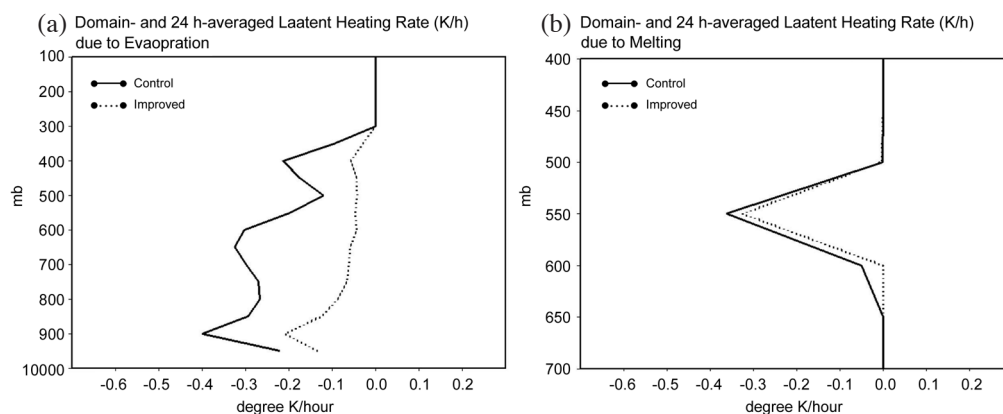 (a) Domain- and 24 h-averaged Laatent Heating Rate (K/h)
due to Evaopration
100
200
300
400
500
600
700
800
900
10000
mb
Control
Improved
-0.6 -0.5 -0.4 -0.3 -0.2 -0.1 0.0 0.1 0.2
degree K/hour
(b) Domain- and 24 h-averaged Laatent Heating Rate (K/h)
due to Melting
400
450
500
550
600
650
700
mb
Control
Improved
-0.6 -0.5 -0.4 -0.3 -0.2 -0.1 0.0 0.1 0.2
degree K/hour